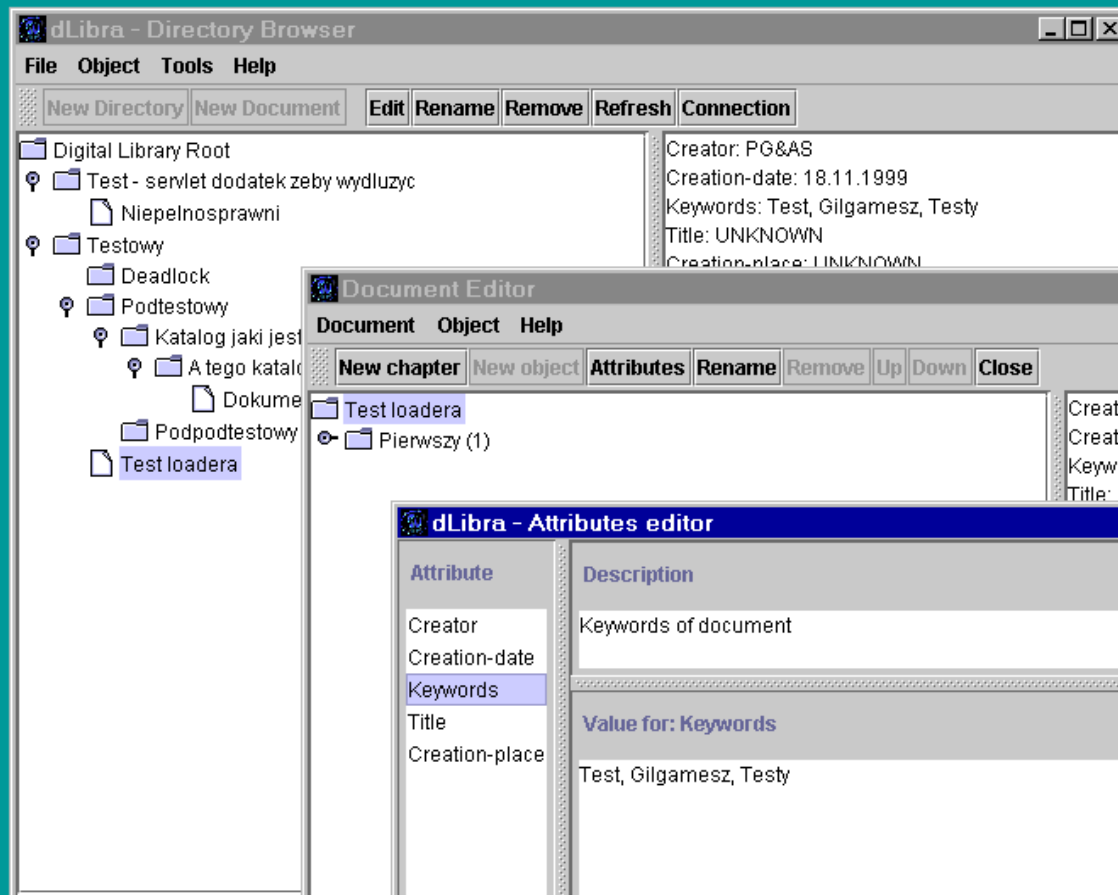 dLibra - Directory Browser
File Object Tools Help
New Directory New Document Edit Rename Remove Refresh Connection
Digital Library Root
Test - servlet dodatek zeby wydluzyc
Niepelnosprawni
Testowy
Deadlock
Podtestowy
Katalog jaki jest
A tego
Podpodtestowy
Test loadera
Creator: PG&AS
Creation-date: 18.11.1999
Keywords: Test, Gilgamesz, Testy
Title: UNKNOWN
Creation-place: UNKNOWN
Document Editor
Document Object Help
New chapter New object Attributes Rename Remove Up Down Close
Test loadera
Pierwszy (1)
Title:
dLibra - Attributes editor
Attribute
Creator
Creation-date
Keywords
Title
Creation-place
Description
Keywords of document
Value for: Keywords
Test, Gilgamesz, Testy